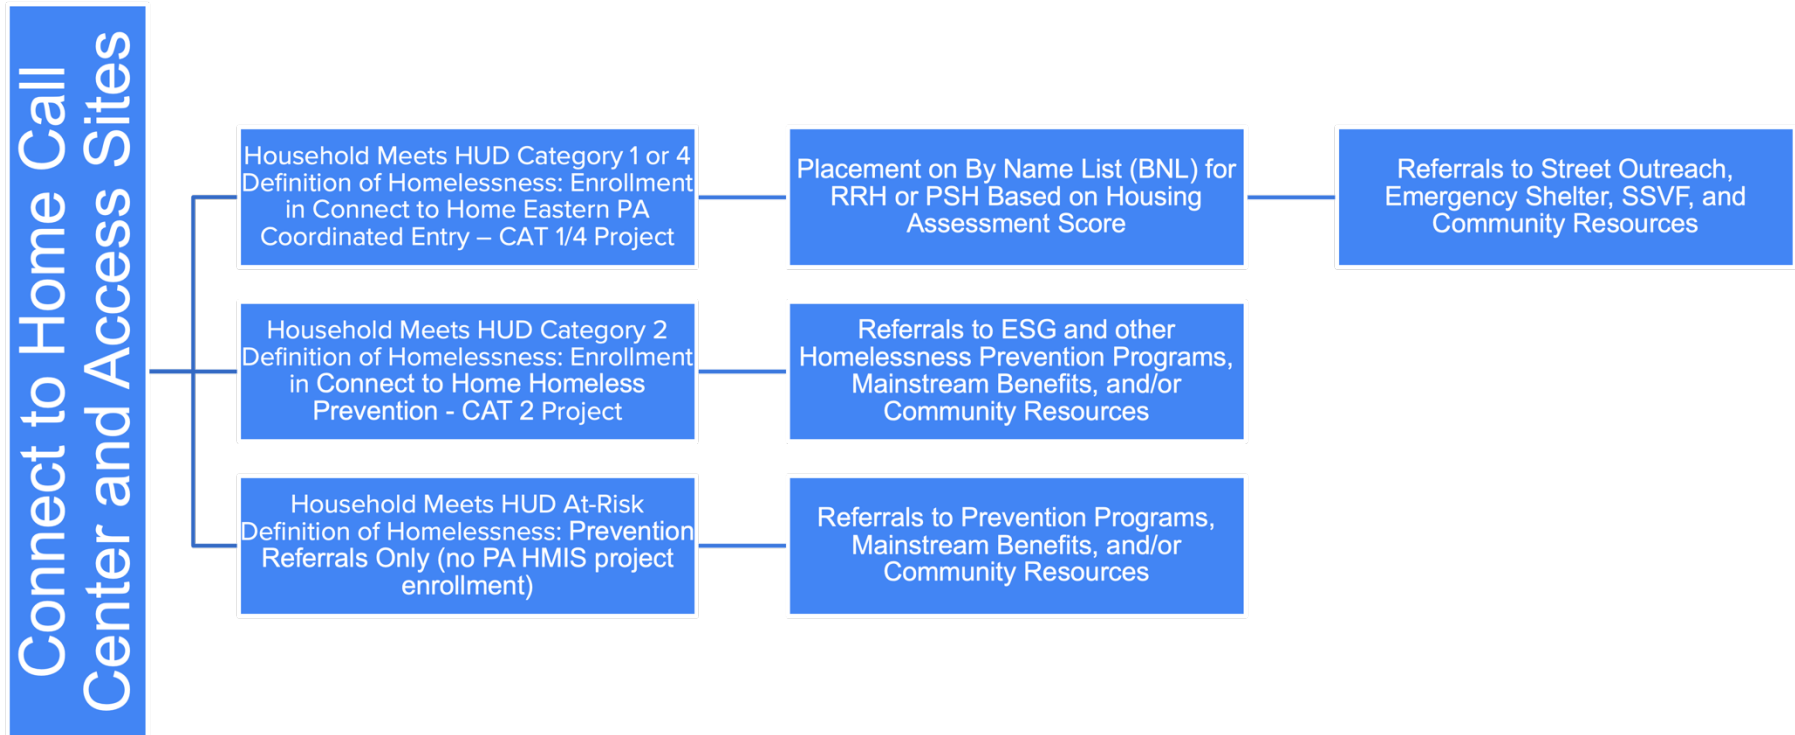 Connect to Home Call
Center and Access Sites
Household Meets HUD Category 1 or 4
Definition of Homelessness: Enrollment
in Connect to Home Eastern PA
Coordinated Entry – CAT 1/4 Project
Placement on By Name List (BNL) for
RRH or PSH Based on Housing
Assessment Score
Referrals to Street Outreach,
Emergency Shelter, SSVF, and
Community Resources
Household Meets HUD Category 2
Definition of Homelessness: Enrollment
in Connect to Home Homeless
Prevention - CAT 2 Project
Referrals to ESG and other
Homelessness Prevention Programs,
Mainstream Benefits, and/or
Community Resources
Household Meets HUD At-Risk
Definition of Homelessness: Prevention
Referrals Only (no PA HMIS project
enrollment)
Referrals to Prevention Programs,
Mainstream Benefits, and/or
Community Resources